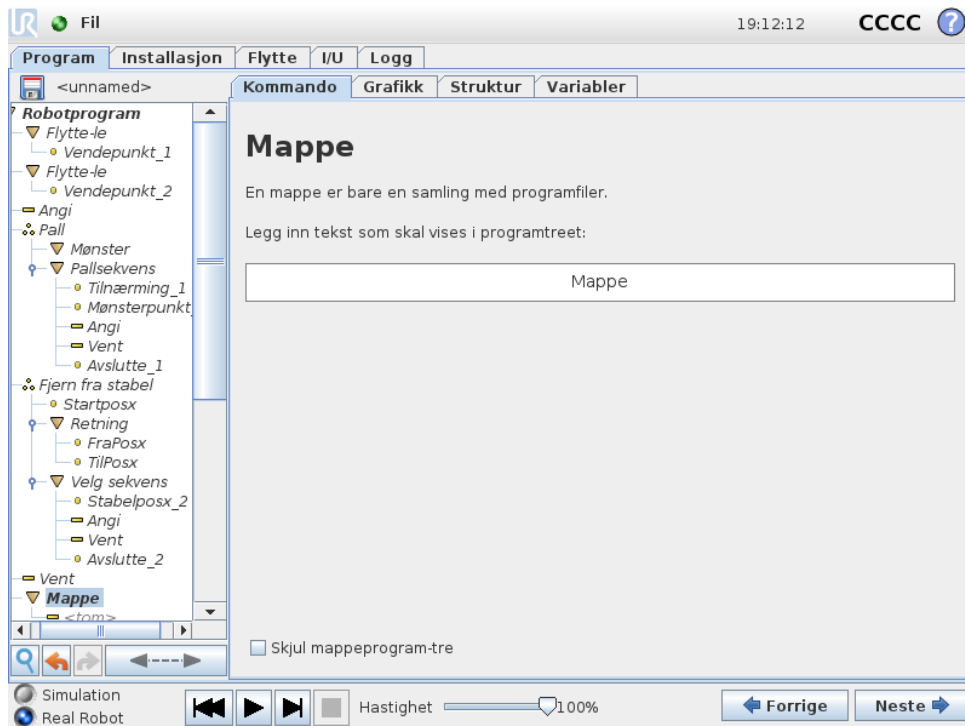 UR Fil 19:12:12 CCCC ?
Program Installasjon Flytte I/U Logg
<unnamed>
Kommando Grafikk Struktur Variabler
Robotprogram
Flytte-le
Vendepunkt_1
Flytte-le
Vendepunkt_2
Angi
Pall
Mønster
Pallsekvens
Tilnærming_1
Mønsterpunkt_
Angi
Vent
Avslutte_1
Fjern fra stabel
Startposx
Retning
FraPosx
TilPosx
Velg sekvens
Stabelposx_2
Angi
Vent
Avslutte_2
Vent
Mappe
<tom>
Mappe
En mappe er bare en samling med programfiler.
Legg inn tekst som skal vises i programtreet:
Mappe
Skjul mappeprogram-tre
Simulation
Real Robot
Hastighet 100%
Forrige Neste